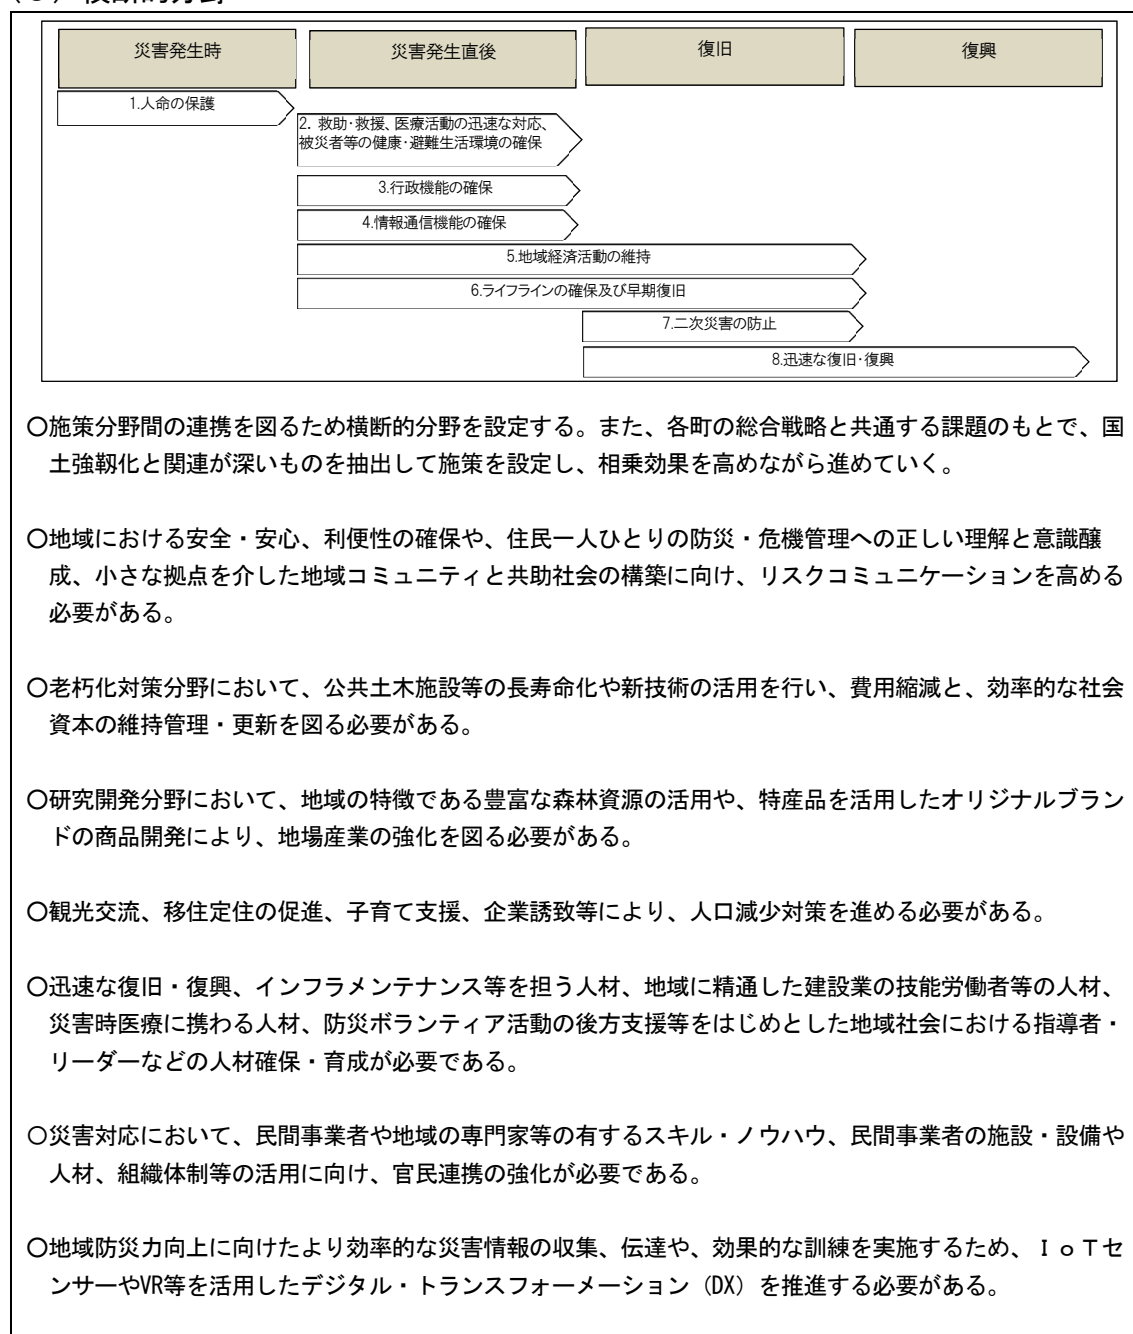 災害発生時
災害発生直後
復旧
復興
1.人命の保護
2. 救助･救援、医療活動の迅速な対応、
被災者等の健康･避難生活環境の確保
3.行政機能の確保
4.情報通信機能の確保
5.地域経済活動の維持
6.ライフラインの確保及び早期復旧
7.二次災害の防止
8.迅速な復旧･復興
〇施策分野間の連携を図るため横断的分野を設定する。また、各町の総合戦略と共通する課題のもとで、国
土強靱化と関連が深いものを抽出して施策を設定し、相乗効果を高めながら進めていく。
〇地域における安全・安心、利便性の確保や、住民一人ひとりの防災・危機管理への正しい理解と意識醸
成、小さな拠点を介した地域コミュニティと共助社会の構築に向け、リスクコミュニケーションを高める
必要がある。
〇老朽化対策分野において、公共土木施設等の長寿命化や新技術の活用を行い、費用縮減と、効率的な社会
資本の維持管理・更新を図る必要がある。
〇研究開発分野において、地域の特徴である豊富な森林資源の活用や、特産品を活用したオリジナルブラン
ドの商品開発により、地場産業の強化を図る必要がある。
〇観光交流、移住定住の促進、子育て支援、企業誘致等により、人口減少対策を進める必要がある。
〇迅速な復旧・復興、インフラメンテナンス等を担う人材、地域に精通した建設業の技能労働者等の人材、
災害時医療に携わる人材、防災ボランティア活動の後方支援等をはじめとした地域社会における指導者・
リーダーなどの人材確保・育成が必要である。
〇災害対応において、民間事業者や地域の専門家等の有するスキル・ノウハウ、民間事業者の施設・設備や
人材、組織体制等の活用に向け、官民連携の強化が必要である。
〇地域防災力向上に向けたより効率的な災害情報の収集、伝達や、効果的な訓練を実施するため、ＩｏＴセ
ンサーやVR等を活用したデジタル・トランスフォーメーション（DX）を推進する必要がある。